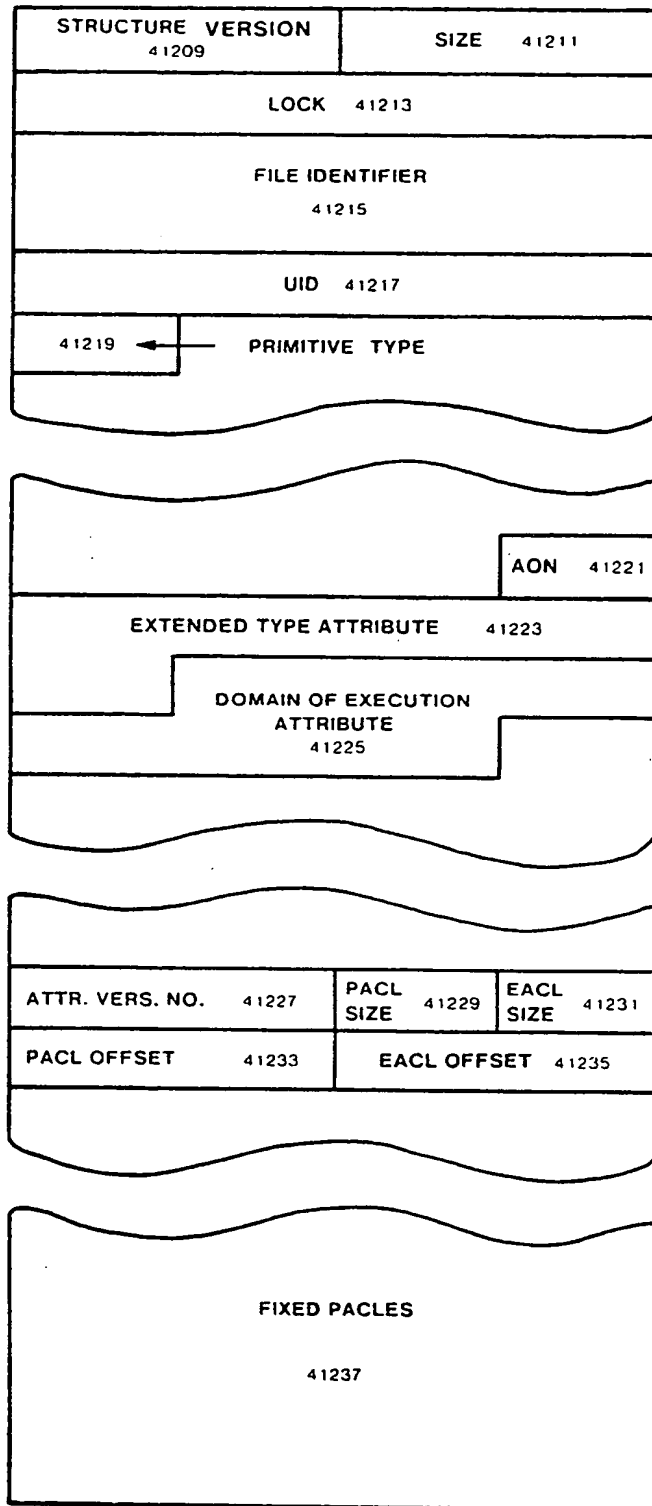 STRUCTURE VERSION
41209
SIZE 41211
LOCK 41213
FILE IDENTIFIER
41215
UID 41217
41219 PRIMITIVE TYPE
AON 41221
EXTENDED TYPE ATTRIBUTE 41223
DOMAIN OF EXECUTION
ATTRIBUTE
41225
ATTR. VERS. NO. 41227
PACL
SIZE 41229
EACL
SIZE 41231
PACL OFFSET 41233
EACL OFFSET 41235
FIXED PACLES
41237